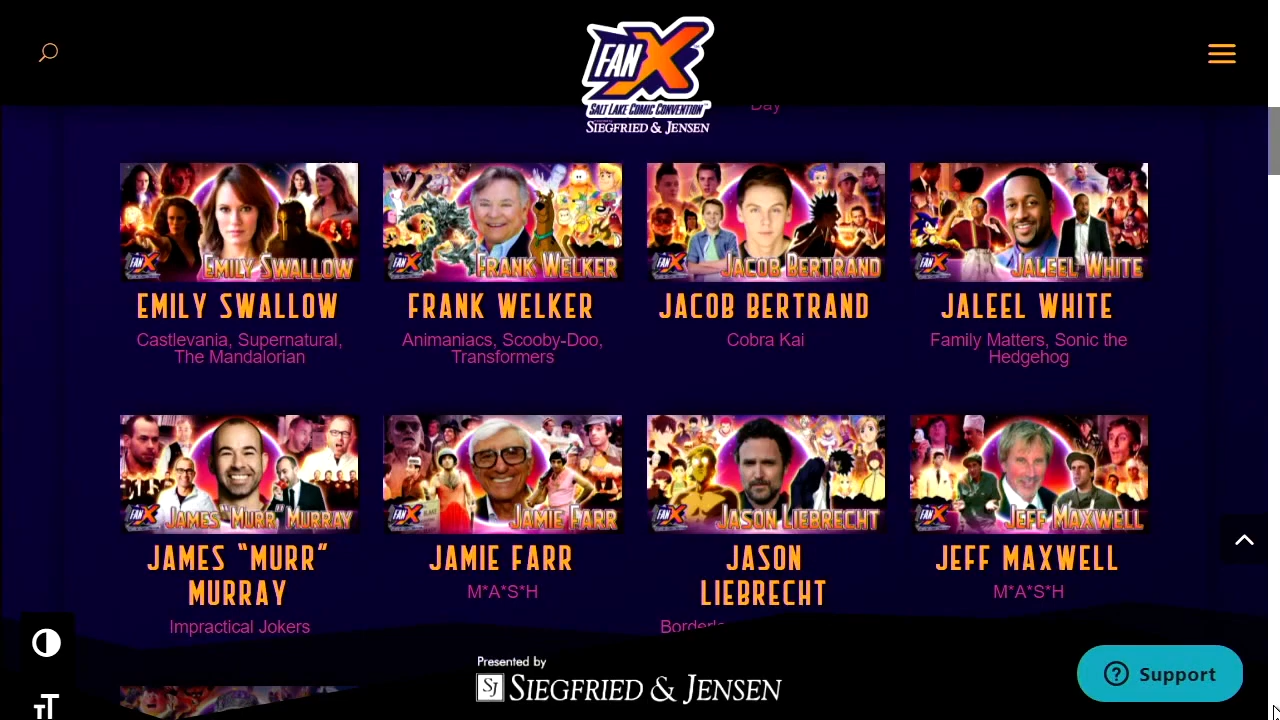 FAN X
SALT LAKE COMIC CONVENTION
SIEGFRIED & JENSEN
Day
EMILY SWALLOW
FRANK WELKER
JACOB BERTRAND
JALEEL WHITE
EMILY SWALLOW
FRANK WELKER
JACOB BERTRAND
JALEEL WHITE
Castlevania, Supernatural,
The Mandalorian
Animaniacs, Scooby-Doo,
Transformers
Cobra Kai
Family Matters, Sonic the
Hedgehog
JAMES "MURR" MURRAY
JAMIE FARR
JASON LIEBRECHT
JEFF MAXWELL
JAMES “MURR”
MURRAY
JAMIE FARR
JASON
LIEBRECHT
JEFF MAXWELL
Impractical Jokers
M*A*S*H
M*A*S*H
Presented by
SJ SIEGFRIED & JENSEN
Support